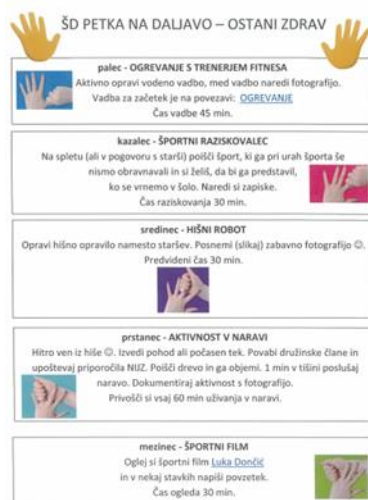 ŠD PETKA NA DALJAVO – OSTANI ZDRAV
palec - OGREVANJE S TRENERJEM FITNESA
Aktivno opravi vodeno vadbo, med vadbo naredi fotografijo.
Vadba za začetek je na povezavi: OGREVANJE
Čas vadbe 45 min.
kazalec - ŠPORTNI RAZISKOVALEC
Na spletu (ali v pogovoru s starši) poišči šport, ki ga pri urah športa še
nismo obravnavali in si želiš, da bi ga predstavil,
ko se vrnemo v šolo. Naredi si zapiske.
Čas raziskovanja 30 min.
sredinec - HIŠNI ROBOT
Opravi hišno opravilo namesto staršev. Posnemi (slikaj) zabavno fotografijo ☺.
Predvideni čas 30 min.
prstanec - AKTIVNOST V NARAVI
Hitro ven iz hiše ☺. Izvedi pohod ali počasen tek. Povabi družinske člane in
upoštevaj priporočila NIJZ. Poišči drevo in ga objemi. 1 min v tišini poslušaj
naravo. Dokumentiraj aktivnost s fotografijo.
Privošči si vsaj 60 min uživanja v naravi.
mezinec - ŠPORTNI FILM
Oglej si športni film Luka Dončić
in v nekaj stavkih napiši povzetek.
Čas ogleda 30 min.